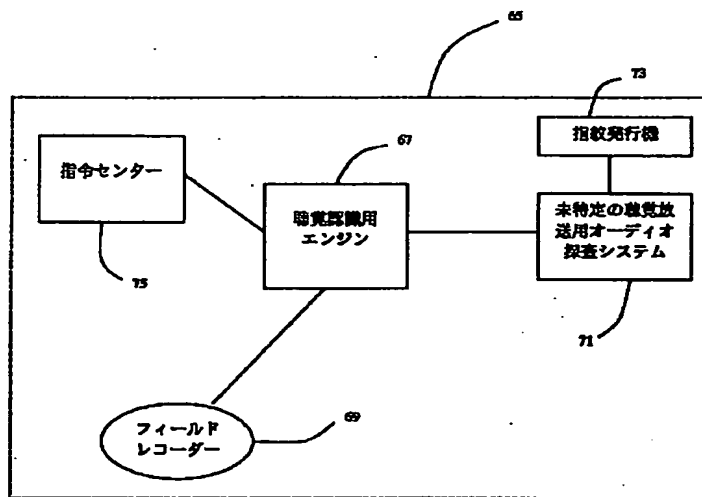 65
73
指紋発行機
67
指令センター
聴覚認識用
エンジン
未特定の聴覚放
送用オーディオ
探査システム
75
71
フィールド
レコーダー
69